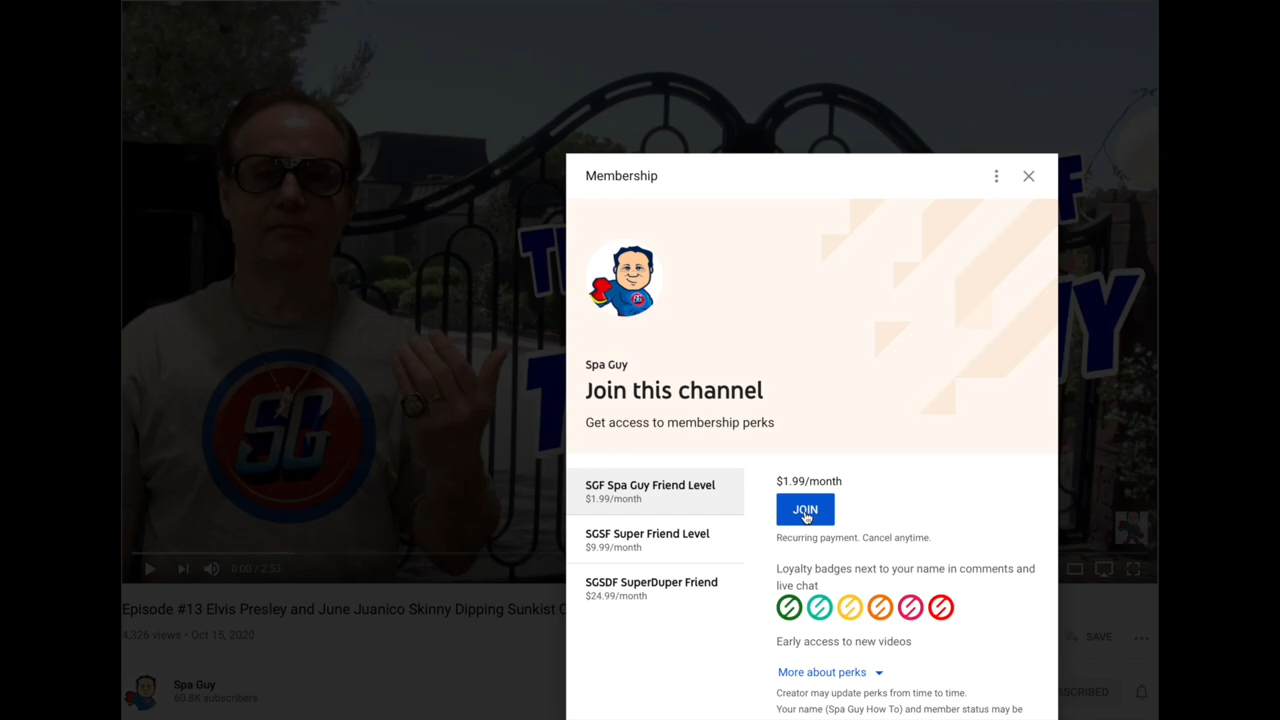 Membership
Spa Guy
Join this channel
Get access to membership perks
SGF Spa Guy Friend Level
$1.99/month
SGSF Super Friend Level
$9.99/month
SGSDF SuperDuper Friend
$24.99/month
$1.99/month
JOIN
Recurring payment. Cancel anytime.
Loyalty badges next to your name in comments and
live chat
Early access to new videos
More about perks
Creator may update perks from time to time.
Your name (Spa Guy How To) and member status may be
SG
0:00 / 2:53
Episode #13 Elvis Presley and June Juanico Skinny Dipping Sunkist
4,326 views • Oct 15, 2020
SAVE
Spa Guy
60.8K subscribers